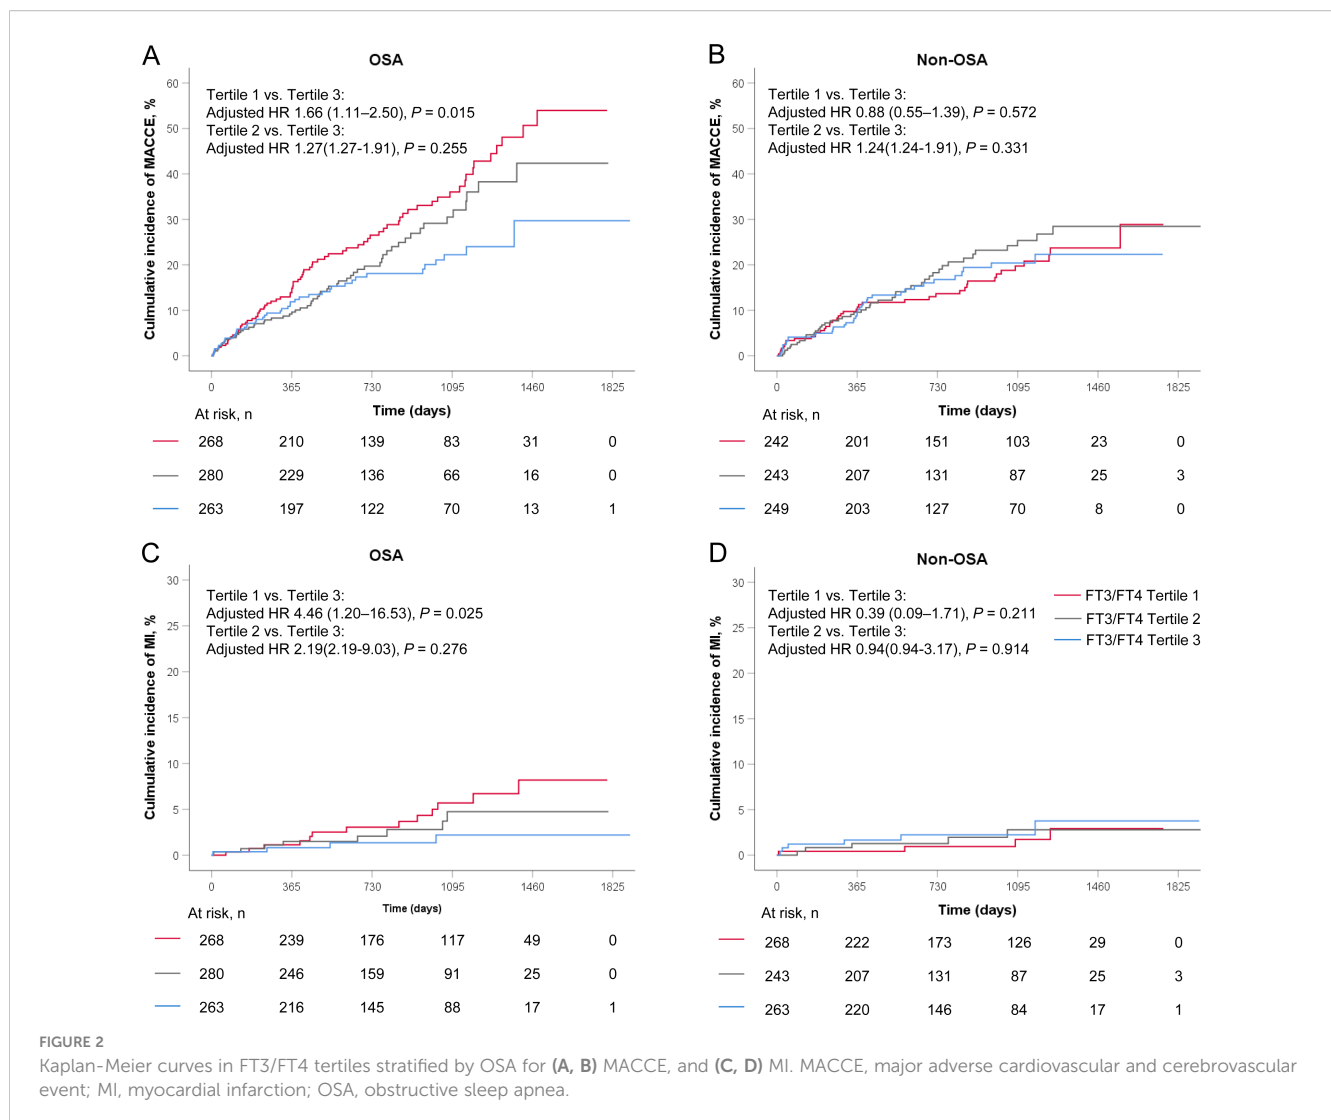 A
OSA
Culmulative incidence of MACCE, %
60
50
40
30
20
10
0
Tertile 1 vs. Tertile 3:
Adjusted HR 1.66 (1.11–2.50), P = 0.015
Tertile 2 vs. Tertile 3:
Adjusted HR 1.27(1.27-1.91), P = 0.255
0 365 730 1095 1460 1825
At risk, n
Time (days)
268 210 139 83 31 0
280 229 136 66 16 0
263 197 122 70 13 1
B
Non-OSA
Culmulative incidence of MACCE, %
60
50
40
30
20
10
0
Tertile 1 vs. Tertile 3:
Adjusted HR 0.88 (0.55–1.39), P = 0.572
Tertile 2 vs. Tertile 3:
Adjusted HR 1.24(1.24-1.91), P = 0.331
0 365 730 1095 1460 1825
At risk, n
Time (days)
242 201 151 103 23 0
243 207 131 87 25 3
249 203 127 70 8 0
C
OSA
Culmulative incidence of MI, %
30
25
20
15
10
5
0
Tertile 1 vs. Tertile 3:
Adjusted HR 4.46 (1.20–16.53), P = 0.025
Tertile 2 vs. Tertile 3:
Adjusted HR 2.19(2.19-9.03), P = 0.276
0 365 730 1095 1460 1825
At risk, n
Time (days)
268 239 176 117 49 0
280 246 159 91 25 0
263 216 145 88 17 1
D
Non-OSA
Culmulative incidence of MI, %
30
25
20
15
10
5
0
Tertile 1 vs. Tertile 3:
Adjusted HR 0.39 (0.09–1.71), P = 0.211
Tertile 2 vs. Tertile 3:
Adjusted HR 0.94(0.94-3.17), P = 0.914
FT3/FT4 Tertile 1
FT3/FT4 Tertile 2
FT3/FT4 Tertile 3
0 365 730 1095 1460 1825
At risk, n
Time (days)
268 222 173 126 29 0
243 207 131 87 25 3
263 220 146 84 17 1
FIGURE 2
Kaplan-Meier curves in FT3/FT4 tertiles stratified by OSA for (A, B) MACCE, and (C, D) MI. MACCE, major adverse cardiovascular and cerebrovascular
event; MI, myocardial infarction; OSA, obstructive sleep apnea.